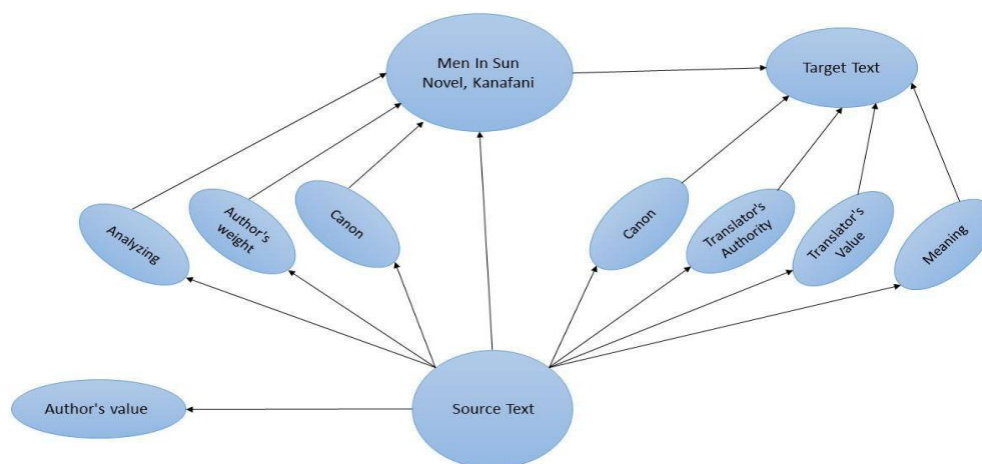 Men In Sun
Novel, Kanafani
Target Text
Analyzing
Author's
weight
Canon
Canon
Translator's
Authority
Translator's
Value
Meaning
Author's value
Source Text